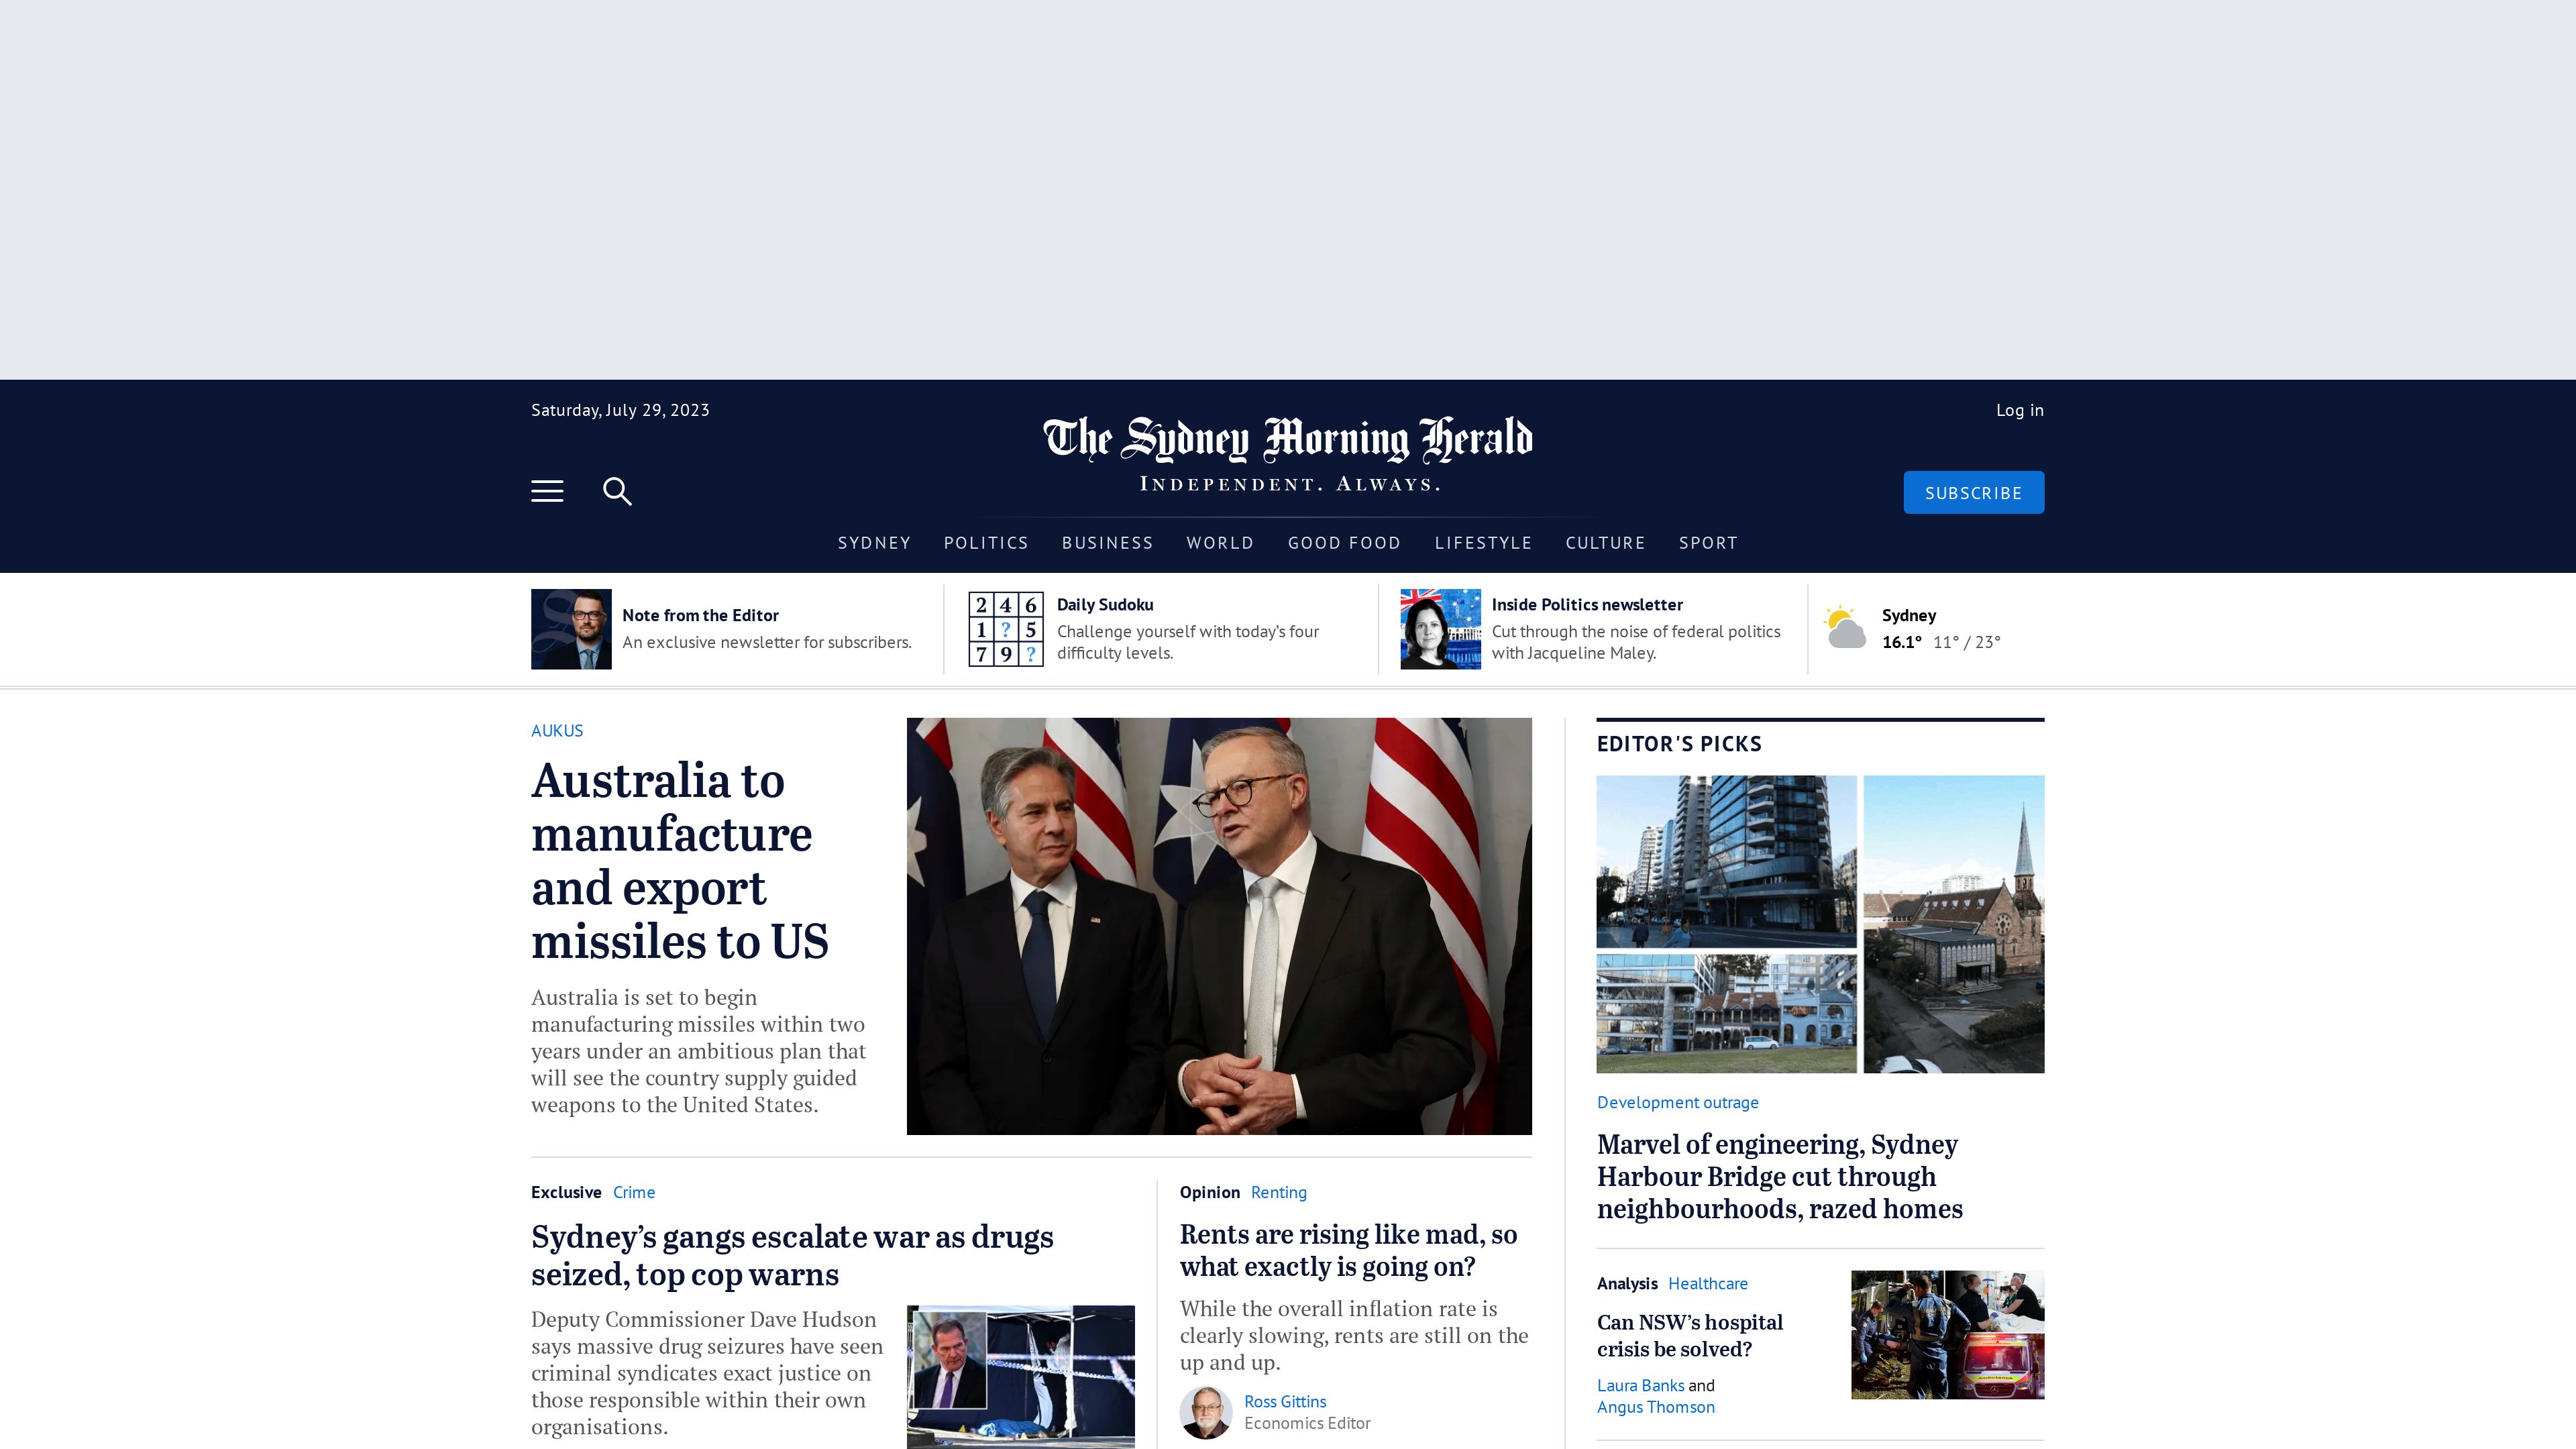 Saturday, July 29, 2023
Log in
The Sydney Morning Herald
INDEPENDENT. ALWAYS.
SUBSCRIBE
SYDNEY POLITICS BUSINESS WORLD GOOD FOOD LIFESTYLE CULTURE SPORT
Note from the Editor
An exclusive newsletter for subscribers.
2 4 6
1 ? 5
7 9 ?
Daily Sudoku
Challenge yourself with today’s four
difficulty levels.
Inside Politics newsletter
Cut through the noise of federal politics
with Jacqueline Maley.
Sydney
16.1° 11° / 23°
AUKUS
Australia to
manufacture
and export
missiles to US
Australia is set to begin
manufacturing missiles within two
years under an ambitious plan that
will see the country supply guided
weapons to the United States.
Exclusive Crime
Sydney’s gangs escalate war as drugs
seized, top cop warns
Deputy Commissioner Dave Hudson
says massive drug seizures have seen
criminal syndicates exact justice on
those responsible within their own
organisations.
Opinion Renting
Rents are rising like mad, so
what exactly is going on?
While the overall inflation rate is
clearly slowing, rents are still on the
up and up.
Ross Gittins
Economics Editor
EDITOR'S PICKS
Development outrage
Marvel of engineering, Sydney
Harbour Bridge cut through
neighbourhoods, razed homes
Analysis Healthcare
Can NSW’s hospital
crisis be solved?
Laura Banks and
Angus Thomson